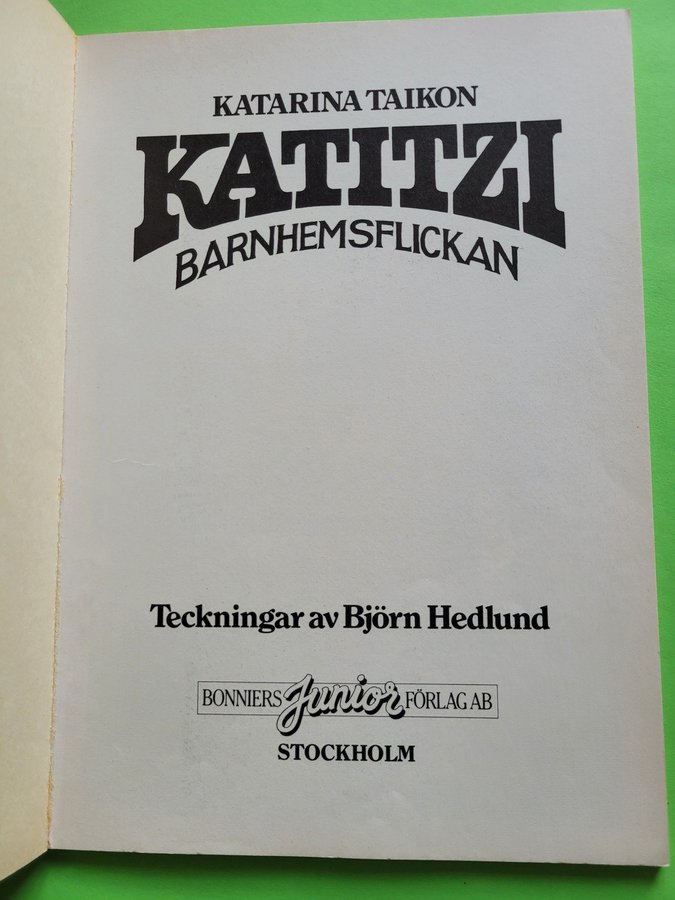 KATARINA TAIKON
KATITZI
BARNHEMSFLICKAN
Teckningar av Björn Hedlund
BONNIERS Junior FÖRLAG AB
STOCKHOLM